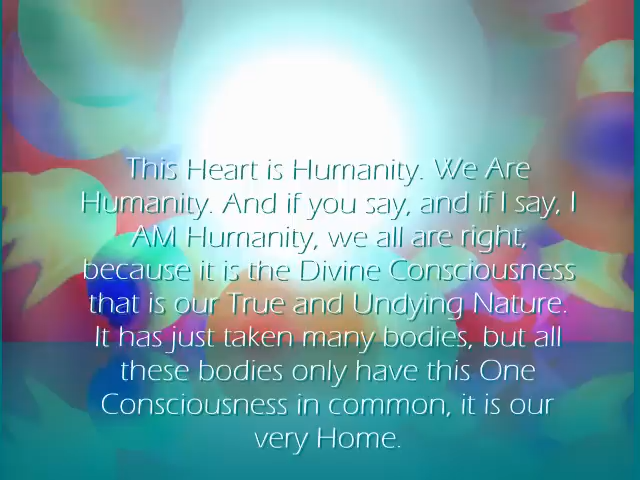 This Heart is Humanity. We Are
Humanity. And if you say, and if I say, I
AM Humanity, we all are right,
because it is the Divine Consciousness
that is our True and Undying Nature.
It has just taken many bodies, but all
these bodies only have this One
Consciousness in common, it is our
very Home.